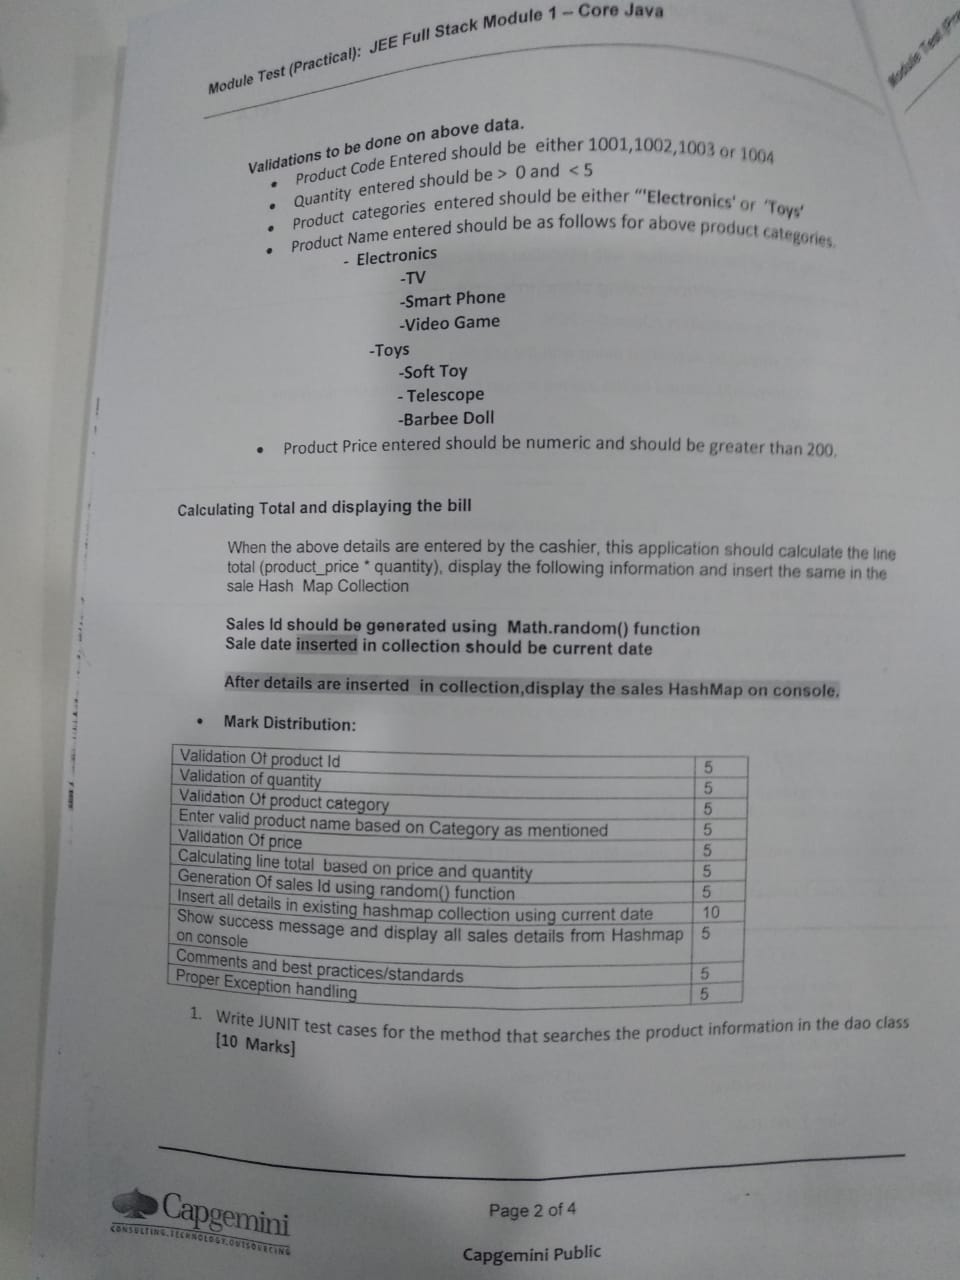 Module Test (Practical): JEE Full Stack Module 1 – Core Java
Module Test
Validations to be done on above data.
• Product Code Entered should be either 1001,1002,1003 or 1004
• Quantity entered should be > 0 and < 5
• Product categories entered should be either "'Electronics' or 'Toys'
• Product Name entered should be as follows for above product categories.
- Electronics
-TV
-Smart Phone
-Video Game
-Toys
-Soft Toy
- Telescope
-Barbee Doll
• Product Price entered should be numeric and should be greater than 200.
Calculating Total and displaying the bill
When the above details are entered by the cashier, this application should calculate the line
total (product_price * quantity), display the following information and insert the same in the
sale Hash Map Collection
Sales Id should be generated using Math.random() function
Sale date inserted in collection should be current date
After details are inserted in collection,display the sales HashMap on console.
• Mark Distribution:
Validation Of product Id 5
Validation of quantity 5
Validation Of product category 5
Enter valid product name based on Category as mentioned 5
Validation Of price 5
Calculating line total based on price and quantity 5
Generation Of sales Id using random() function 5
Insert all details in existing hashmap collection using current date 10
Show success message and display all sales details from Hashmap 5
on console
Comments and best practices/standards 5
Proper Exception handling 5
1. Write JUNIT test cases for the method that searches the product information in the dao class
[10 Marks]
Capgemini
CONSULTING.TECHNOLOGY.OUTSOURCING
Page 2 of 4
Capgemini Public